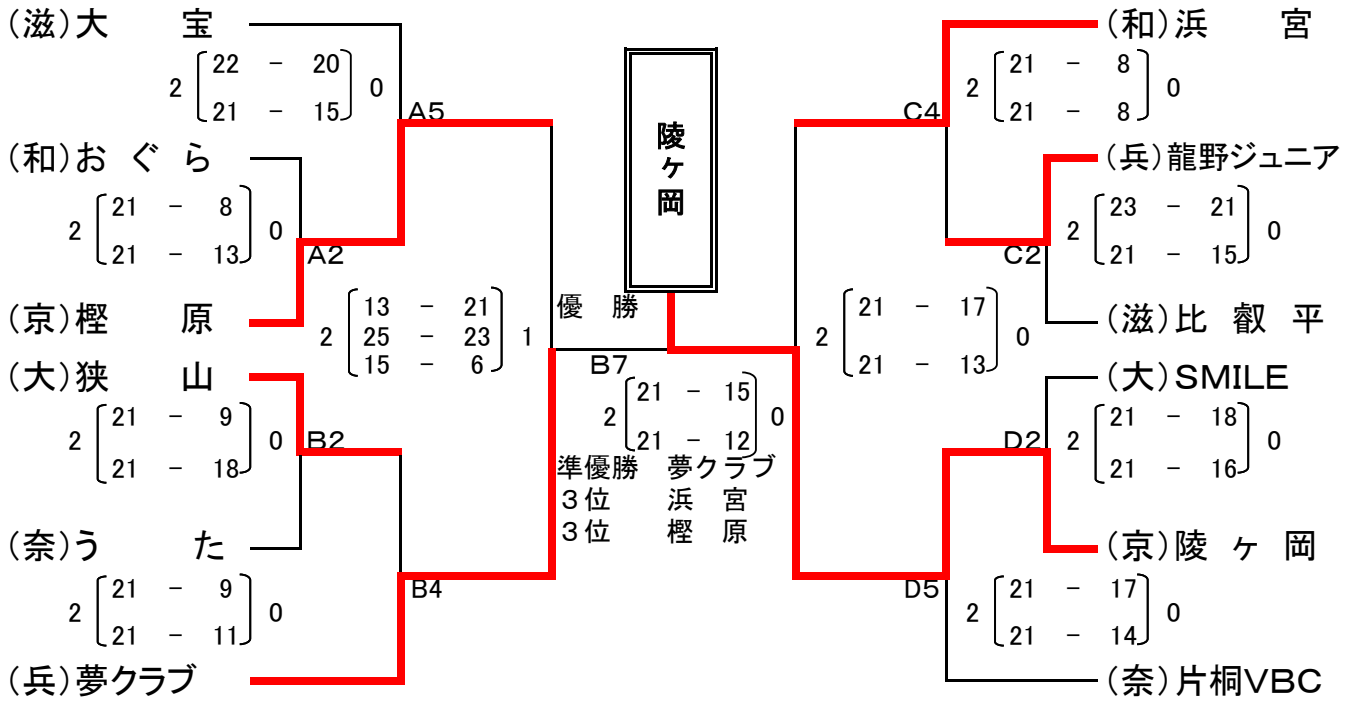 (滋)大 宝
2 22 - 20 0
21 - 15
A5
(和)おぐら
2 21 - 8 0
21 - 13
A2
(京)樫 原
2 13 - 21 1
25 - 23
15 - 6
(大)狭 山
2 21 - 9 0
21 - 18
B2
(奈)う た
2 21 - 9 0
21 - 11
B4
(兵)夢クラブ
陵ヶ岡
優 勝
B7
2 21 - 15 0
21 - 12
準優勝 夢クラブ
3位 浜 宮
3位 樫 原
(和)浜 宮
C4
2 21 - 8 0
21 - 8
(兵)龍野ジュニア
2 23 - 21 0
21 - 15
C2
(滋)比 叡 平
2 21 - 17 0
21 - 13
(大)SMILE
D2
2 21 - 18 0
21 - 16
(京)陵 ヶ 岡
D5
2 21 - 17 0
21 - 14
(奈)片桐VBC